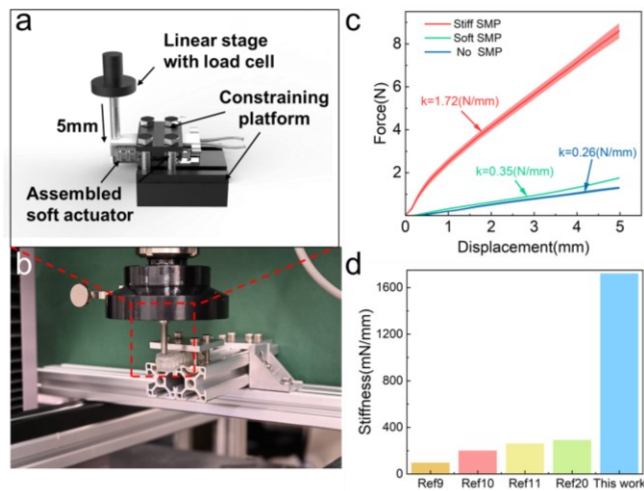 a
Linear stage
with load cell
5mm
Constraining
platform
Assembled
soft actuator
b
c
Stiff SMP
Soft SMP
No SMP
Force(N)
8
6
4
2
k=1.72(N/mm)
k=0.26(N/mm)
k=0.35(N/mm)
0 1 2 3 4 5
Displacement(mm)
d
Stiffness(mN/mm)
1600
1200
800
400
0
Ref9 Ref10 Ref11 Ref20 This work